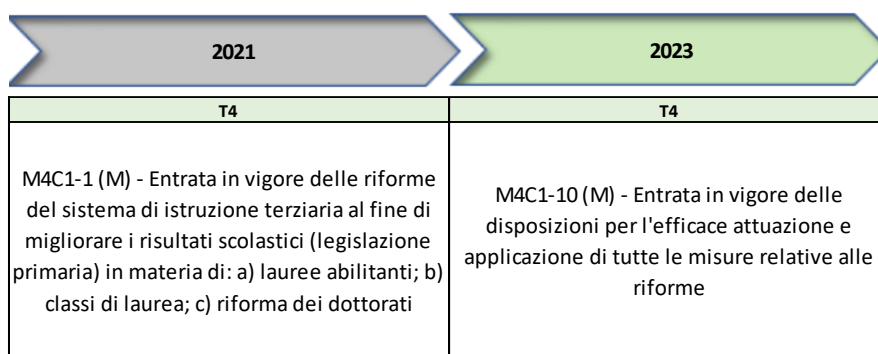 2021
2023
T4
T4
M4C1-1 (M) - Entrata in vigore delle riforme
del sistema di istruzione terziaria al fine di
migliorare i risultati scolastici (legislazione
primaria) in materia di: a) lauree abilitanti; b)
classi di laurea; c) riforma dei dottorati
M4C1-10 (M) - Entrata in vigore delle
disposizioni per l'efficace attuazione e
applicazione di tutte le misure relative alle
riforme